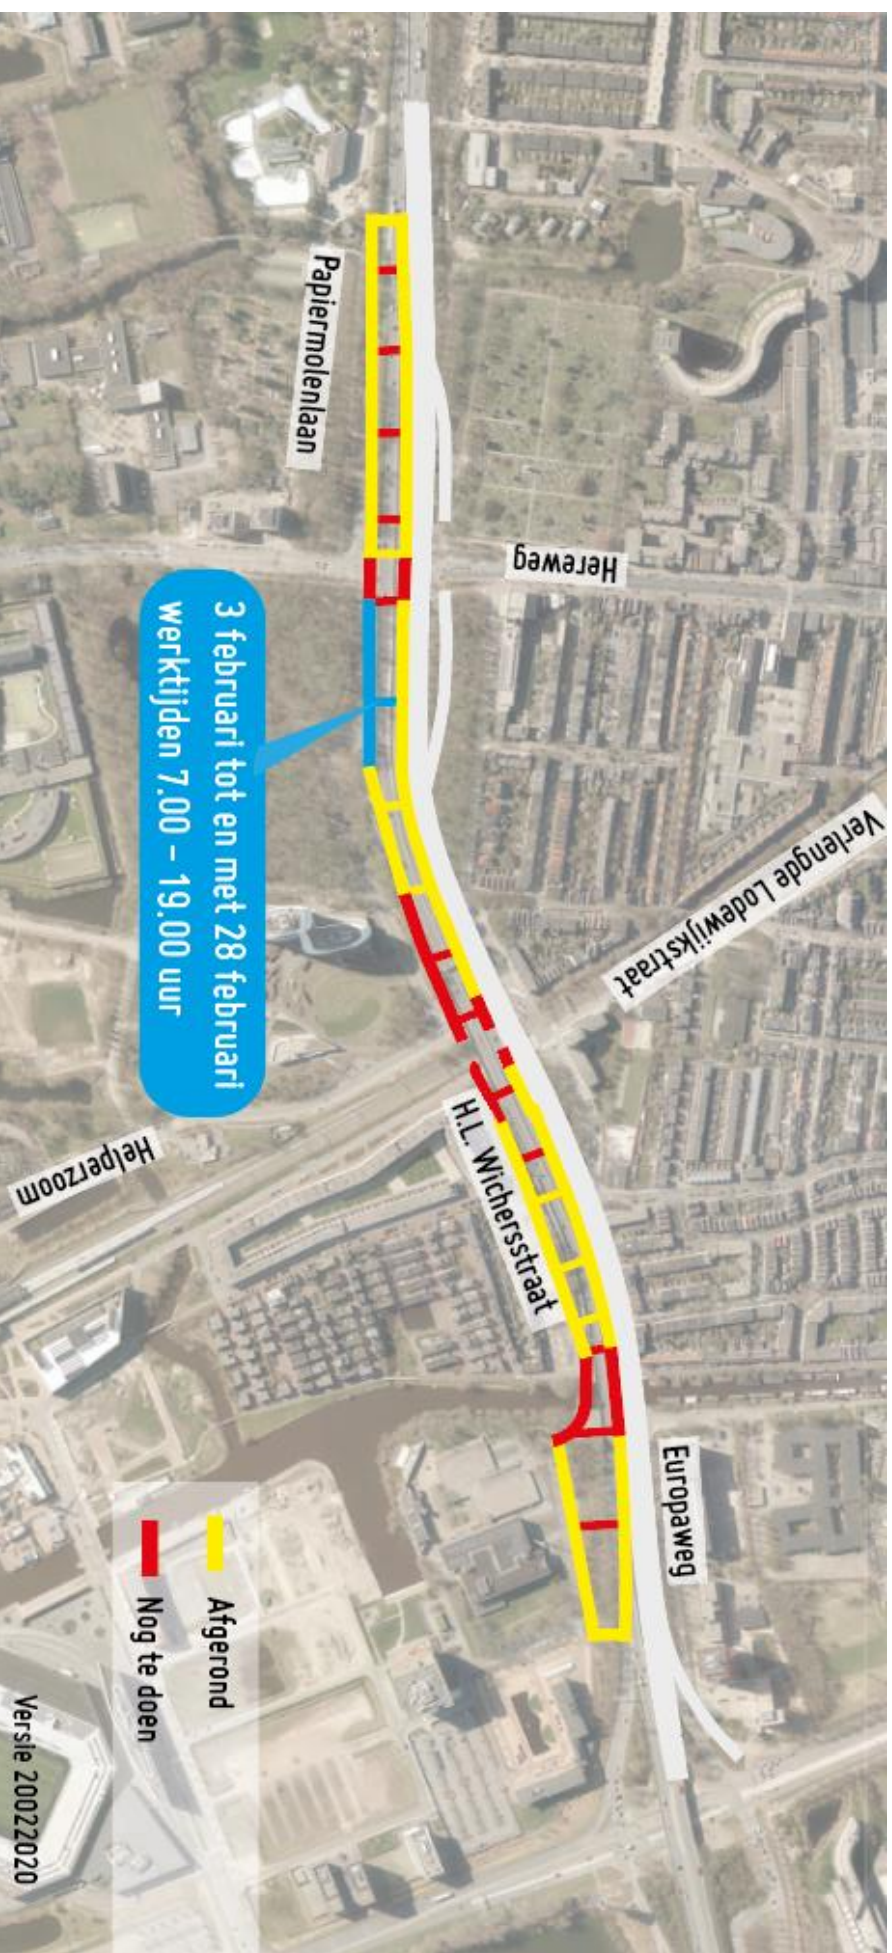 Papiermolenlaan
Hereweg
3 februari tot en met 28 februari
werktijden 7.00 – 19.00 uur
Verlengde Lodewijkstraat
Helperzoom
H.L. Wichersstraat
Europaweg
Afgerond
Nog te doen
Versie 20022020